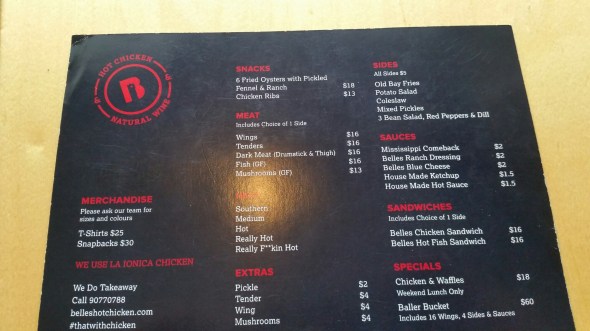 HOT CHICKEN
B
NATURAL WINE
MERCHANDISE
Please ask our team for
sizes and colours
T-Shirts $25
Snapbacks $30
WE USE LA IONICA CHICKEN
We Do Takeaway
Call 90770788
belleshotchicken.com
#thatwithchicken
SNACKS
6 Fried Oysters with Pickled
Fennel & Ranch $18
Chicken Ribs $13
MEAT
Includes Choice of 1 Side
Wings $16
Tenders $16
Dark Meat (Drumstick & Thigh) $16
Fish (GF) $16
Mushrooms (GF) $13
Southern
Medium
Hot
Really Hot
Really F**kin Hot
EXTRAS
Pickle $2
Tender $4
Wing $4
Mushrooms $4
SIDES
All Sides $5
Old Bay Fries
Potato Salad
Coleslaw
Mixed Pickles
3 Bean Salad, Red Peppers & Dill
SAUCES
Mississippi Comeback $2
Belles Ranch Dressing $2
Belles Blue Cheese $2
House Made Ketchup $1.5
House Made Hot Sauce $1.5
SANDWICHES
Includes Choice of 1 Side
Belles Chicken Sandwich $16
Belles Hot Fish Sandwich $16
SPECIALS
Chicken & Waffles $18
Weekend Lunch Only
Baller Bucket $60
Includes 16 Wings, 4 Sides & Sauces